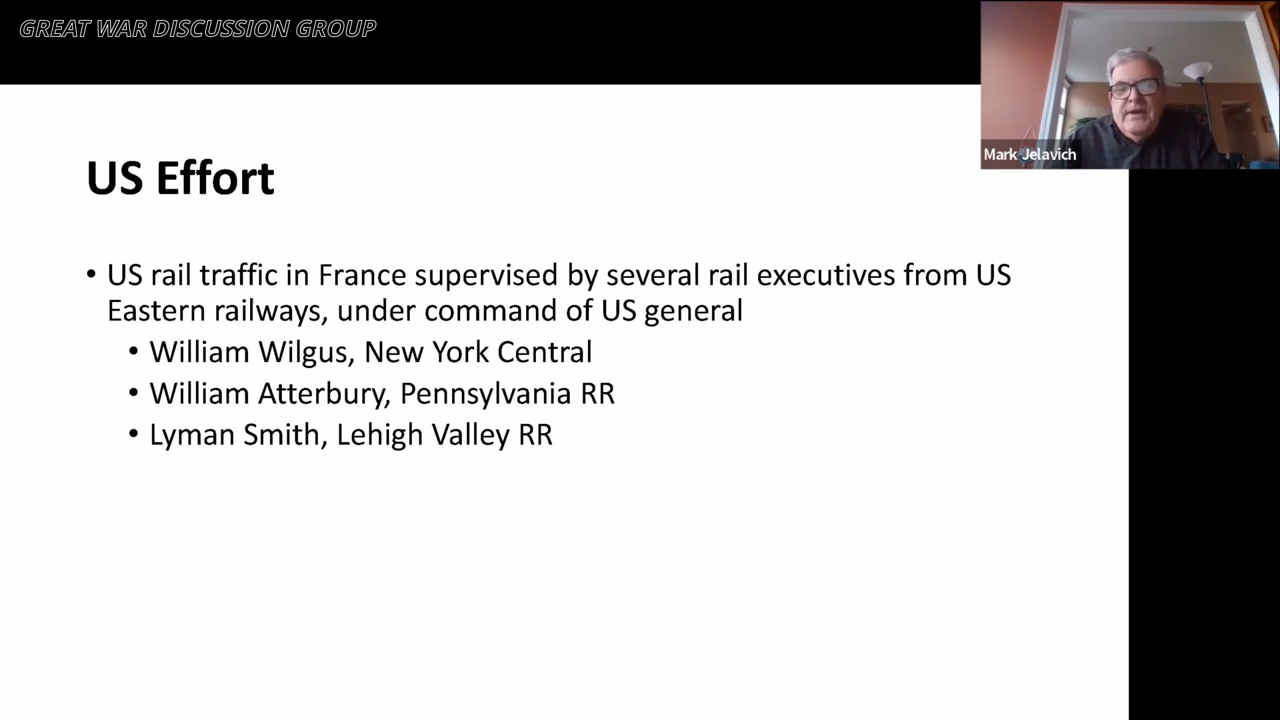 GREAT WAR DISCUSSION GROUP
Mark Jelavich
US Effort
• US rail traffic in France supervised by several rail executives from US
Eastern railways, under command of US general
• William Wilgus, New York Central
• William Atterbury, Pennsylvania RR
• Lyman Smith, Lehigh Valley RR